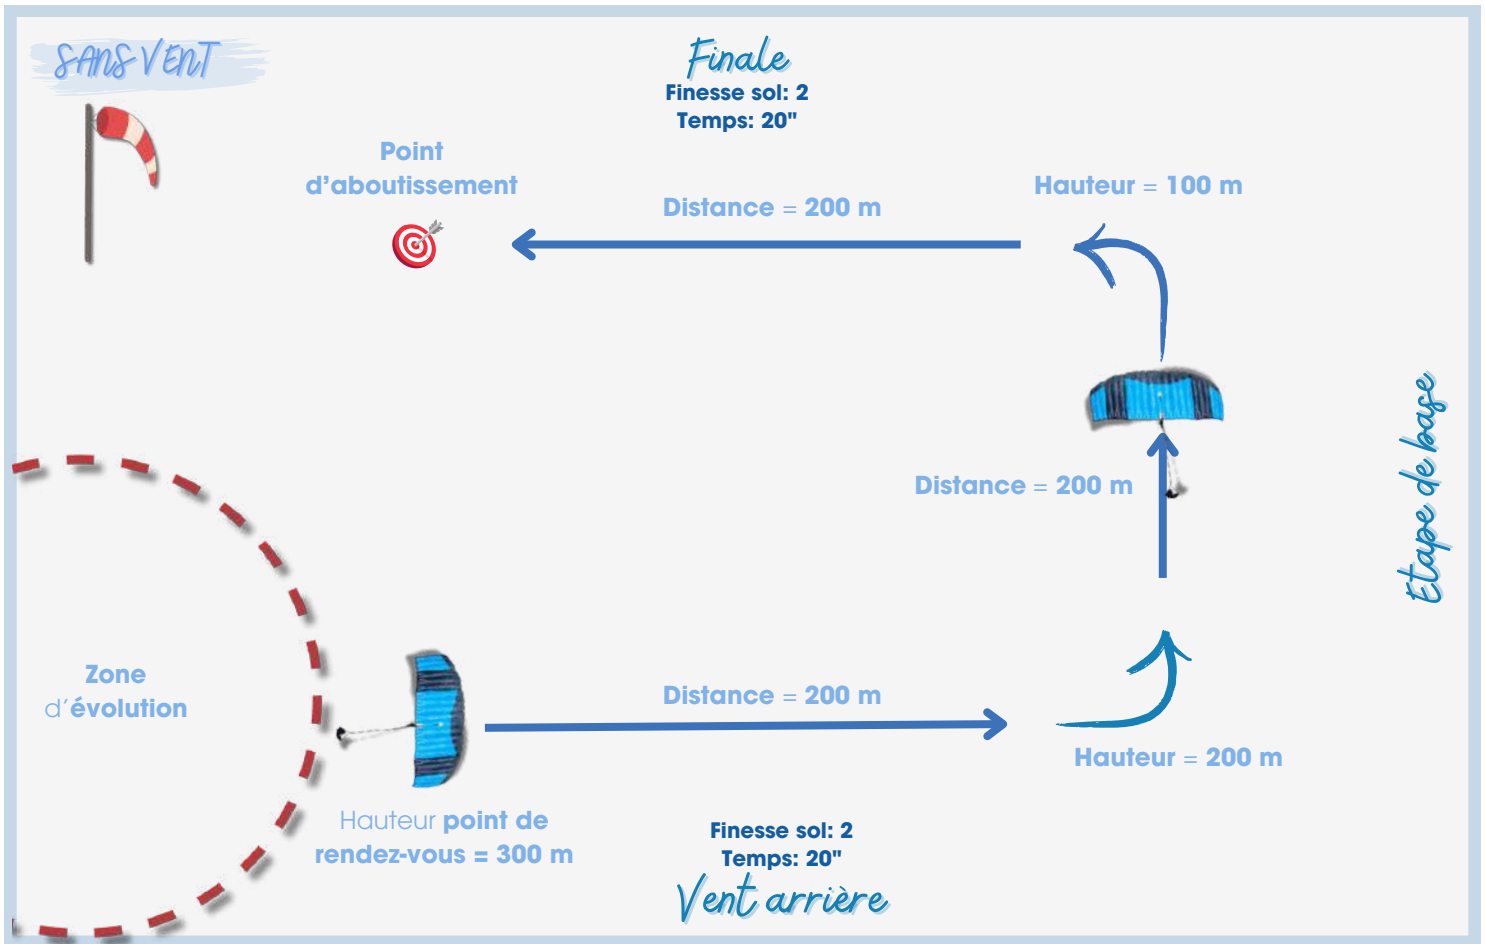 SANS VENT
Finale
Finesse sol: 2
Temps: 20"
Point
d'aboutissement
Distance = 200 m
Hauteur = 100 m
Distance = 200 m
Etape de base
Zone
d'évolution
Distance = 200 m
Hauteur = 200 m
Hauteur point de
rendez-vous = 300 m
Finesse sol: 2
Temps: 20"
Vent arrière